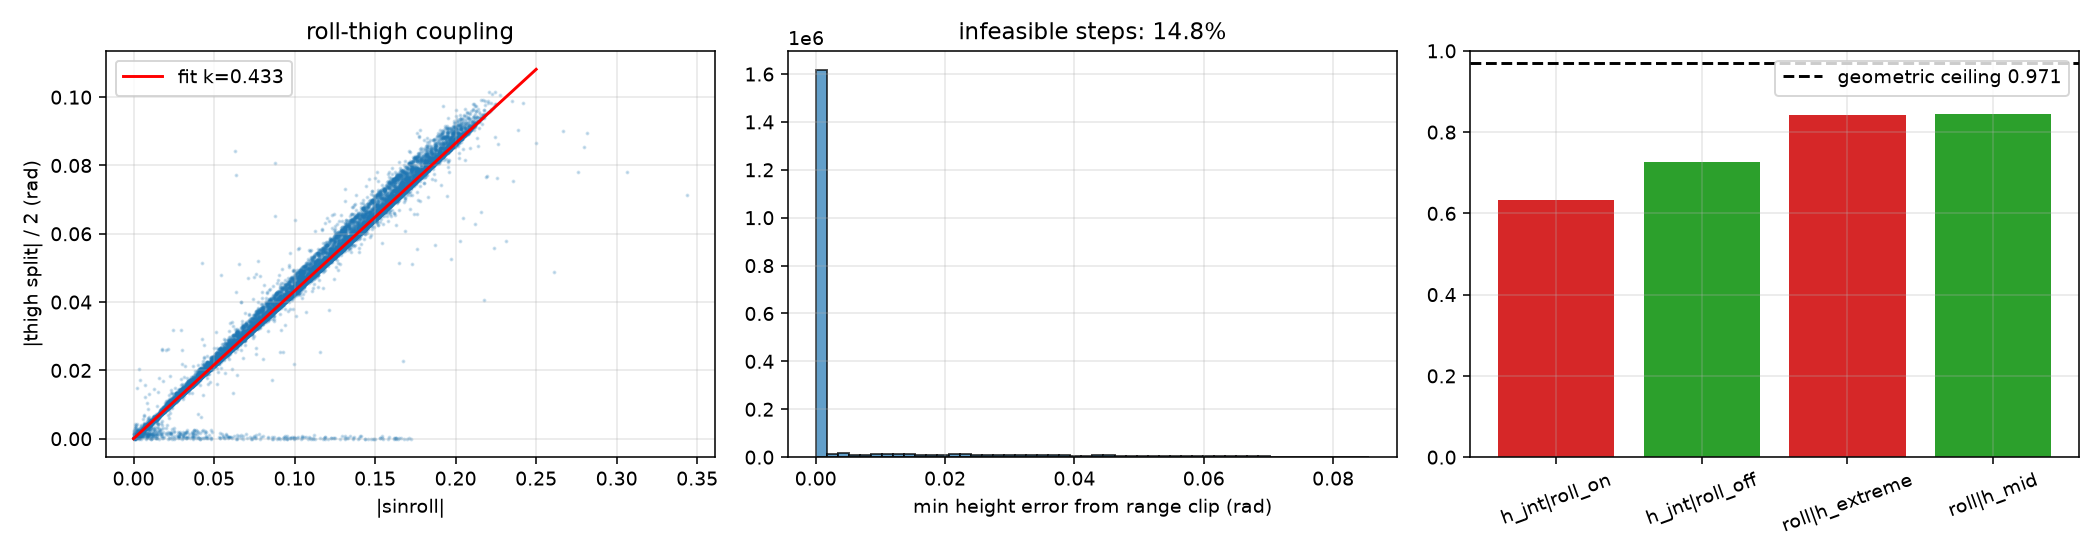 roll-thigh coupling
fit k=0.433
|thigh split| / 2 (rad)
0.10
0.08
0.06
0.04
0.02
0.00
0.00 0.05 0.10 0.15 0.20 0.25 0.30 0.35
|sinroll|
infeasible steps: 14.8%
1e6
1.6
1.4
1.2
1.0
0.8
0.6
0.4
0.2
0.0
0.00 0.02 0.04 0.06 0.08
min height error from range clip (rad)
geometric ceiling 0.971
1.0
0.8
0.6
0.4
0.2
0.0
h_jnt|roll_on
h_jnt|roll_off
roll|h_extreme
roll|h_mid